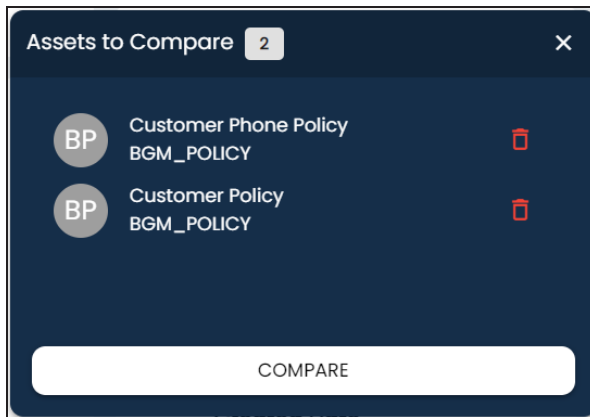 Assets to Compare 2
BP
Customer Phone Policy
BGM_POLICY
BP
Customer Policy
BGM_POLICY
COMPARE